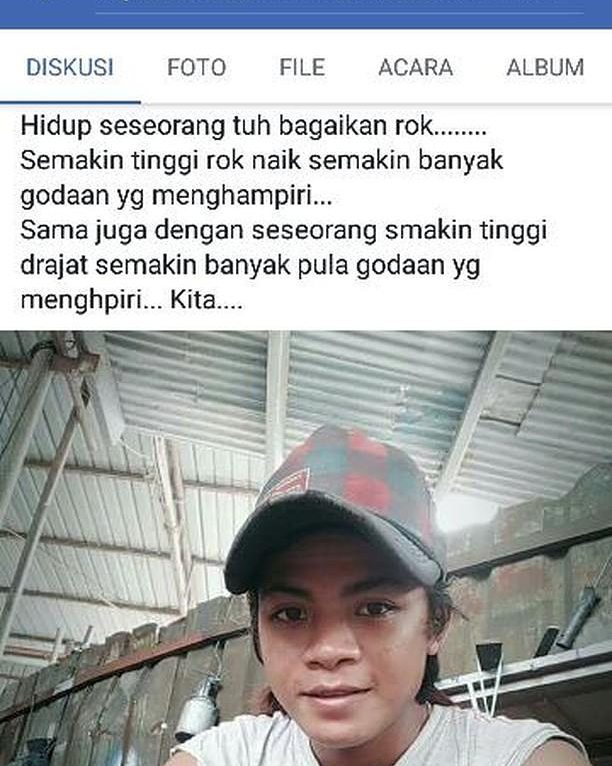 DISKUSI FOTO FILE ACARA ALBUM
Hidup seseorang tuh bagaikan rok........
Semakin tinggi rok naik semakin banyak
godaan yg menghampiri...
Sama juga dengan seseorang smakin tinggi
drajat semakin banyak pula godaan yg
menghpiri... Kita....